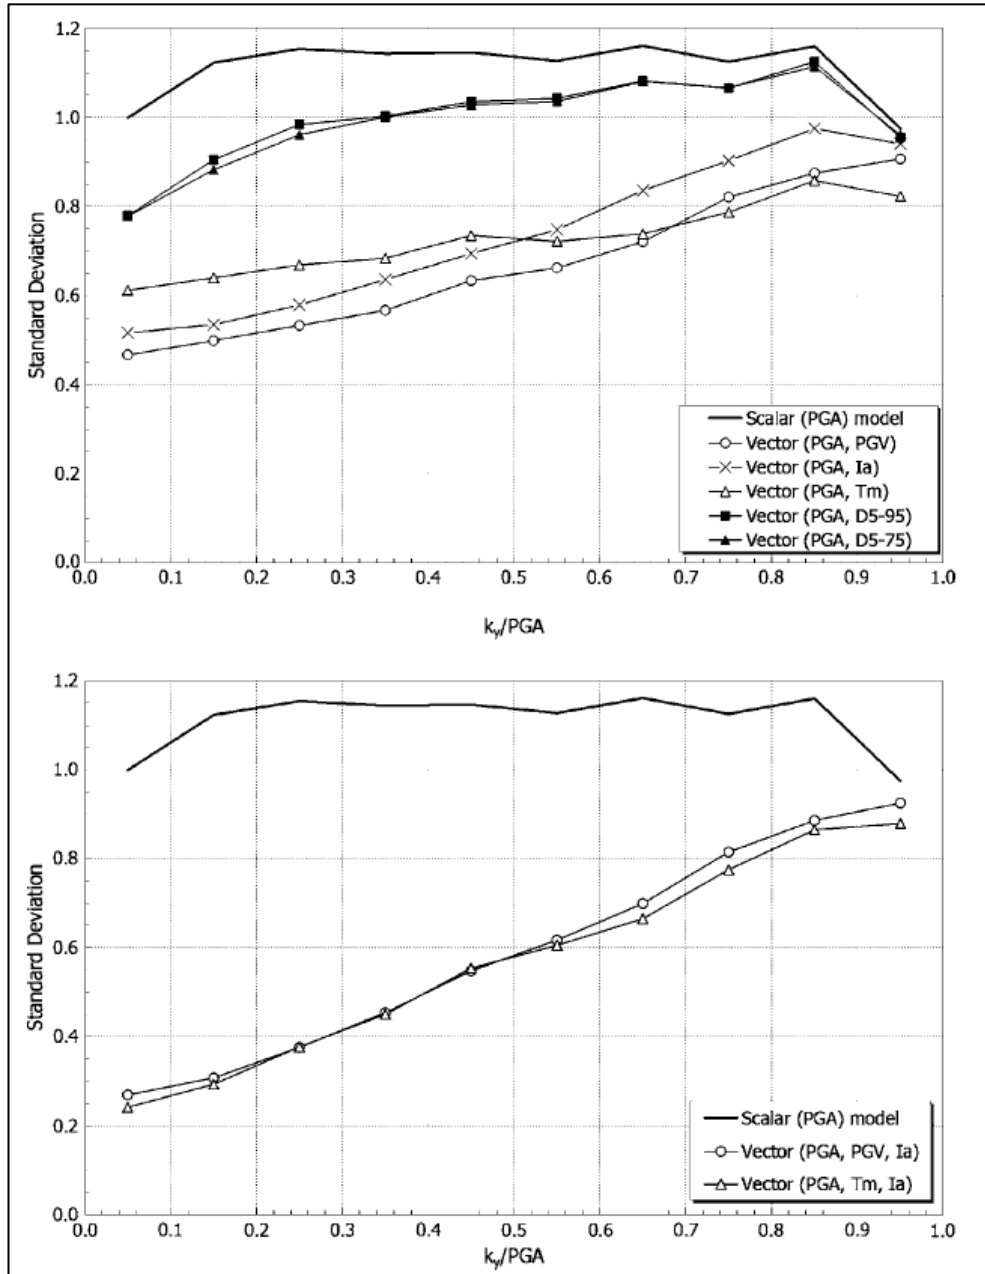 1.2
1.0
0.8
0.6
0.4
0.2
0.0
Standard Deviation
Scalar (PGA) model
Vector (PGA, PGV)
Vector (PGA, Ia)
Vector (PGA, Tm)
Vector (PGA, D5-95)
Vector (PGA, D5-75)
0.0 0.1 0.2 0.3 0.4 0.5 0.6 0.7 0.8 0.9 1.0
ky/PGA
1.2
1.0
0.8
0.6
0.4
0.2
0.0
Standard Deviation
Scalar (PGA) model
Vector (PGA, PGV, Ia)
Vector (PGA, Tm, Ia)
0.0 0.1 0.2 0.3 0.4 0.5 0.6 0.7 0.8 0.9 1.0
ky/PGA